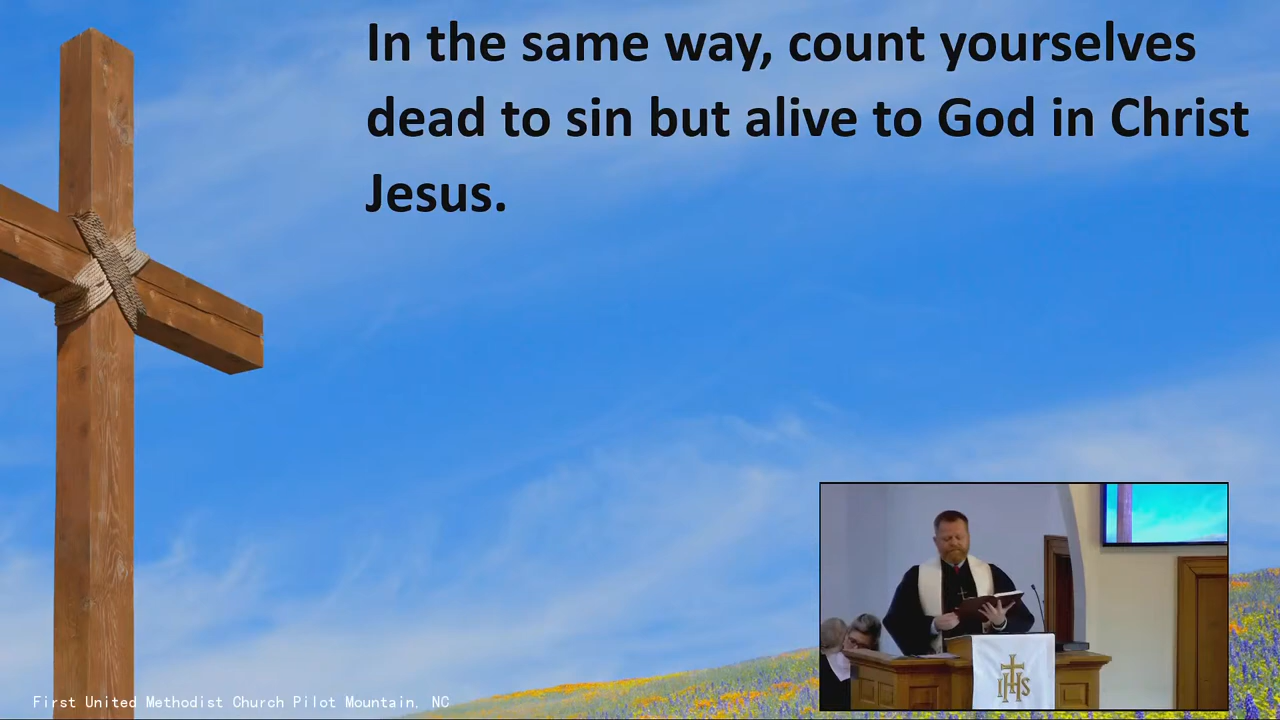 In the same way, count yourselves
dead to sin but alive to God in Christ
Jesus.
IHS
First United Methodist Church Pilot Mountain, NC